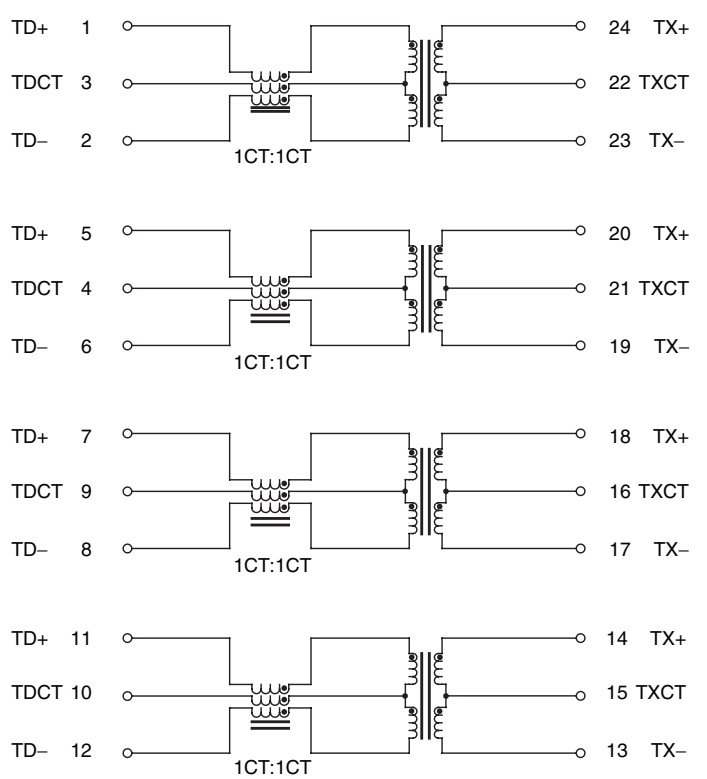 TD+ 1 24 TX+
TDCT 3 22 TXCT
TD− 2 23 TX−
1CT:1CT
TD+ 5 20 TX+
TDCT 4 21 TXCT
TD− 6 19 TX−
1CT:1CT
TD+ 7 18 TX+
TDCT 9 16 TXCT
TD− 8 17 TX−
1CT:1CT
TD+ 11 14 TX+
TDCT 10 15 TXCT
TD− 12 13 TX−
1CT:1CT